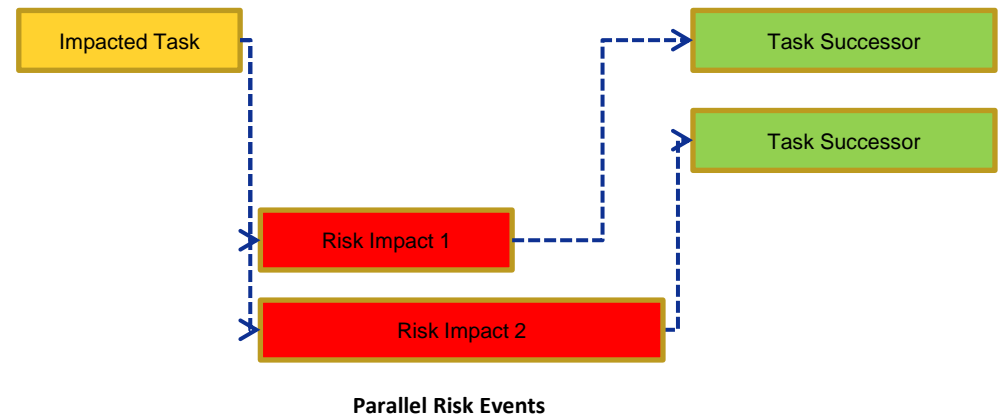 Impacted Task
Task Successor
Task Successor
Risk Impact 1
Risk Impact 2
Parallel Risk Events